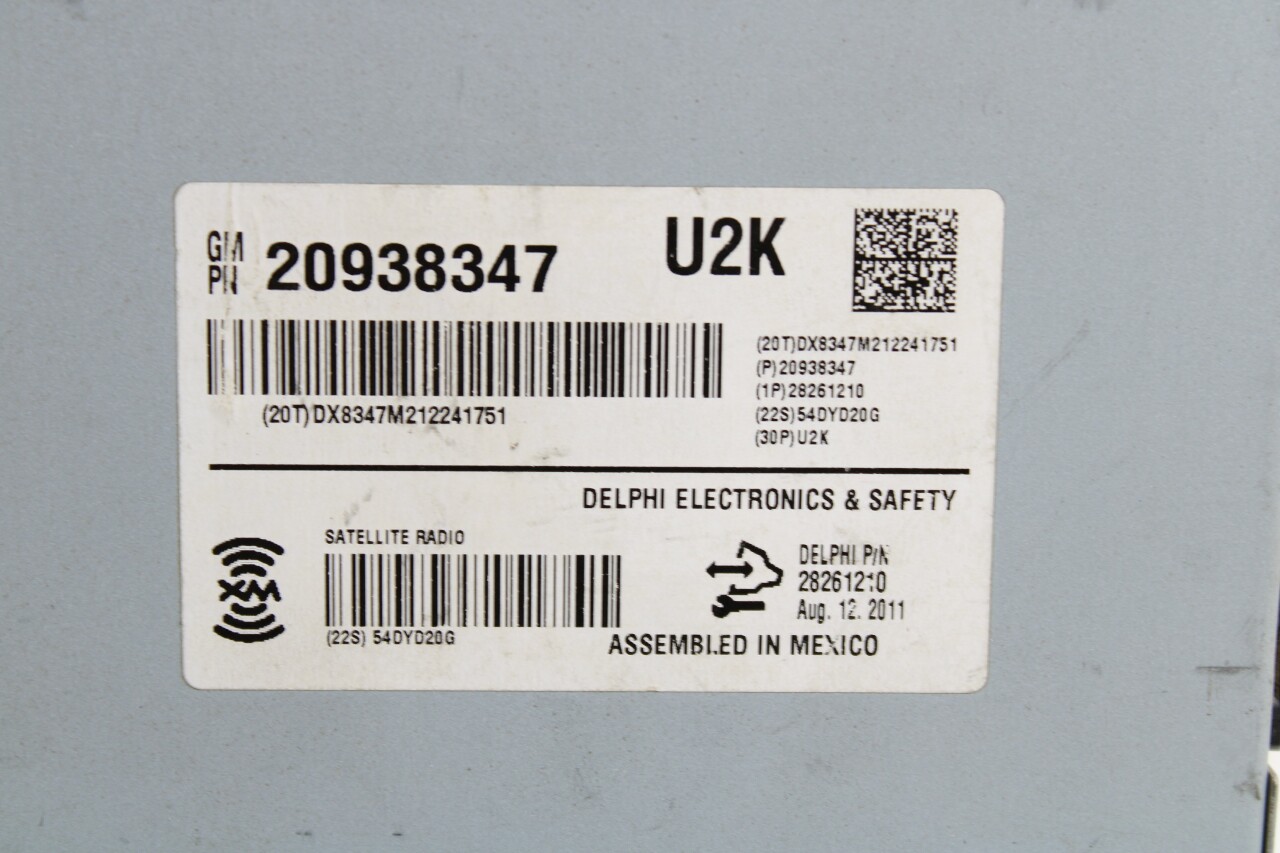 GM
PN 20938347
U2K
(20T)DX8347M212241751
(20T)DX8347M212241751
(P)20938347
(1P)28261210
(22S)54DYD20G
(30P)U2K
DELPHI ELECTRONICS & SAFETY
XM
SATELLITE RADIO
(22S) 54DYD20G
DELPHI P/N
28261210
Aug. 12. 2011
ASSEMBLED IN MEXICO